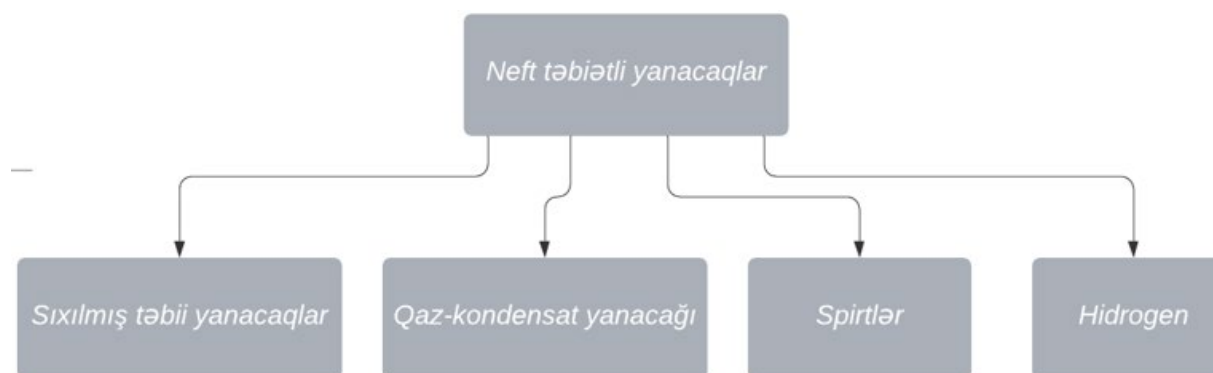 Neft təbiətli yanacaqlar
Sıxılmış təbii yanacaqlar
Qaz-kondensat yanacağı
Spirtlər
Hidrogen